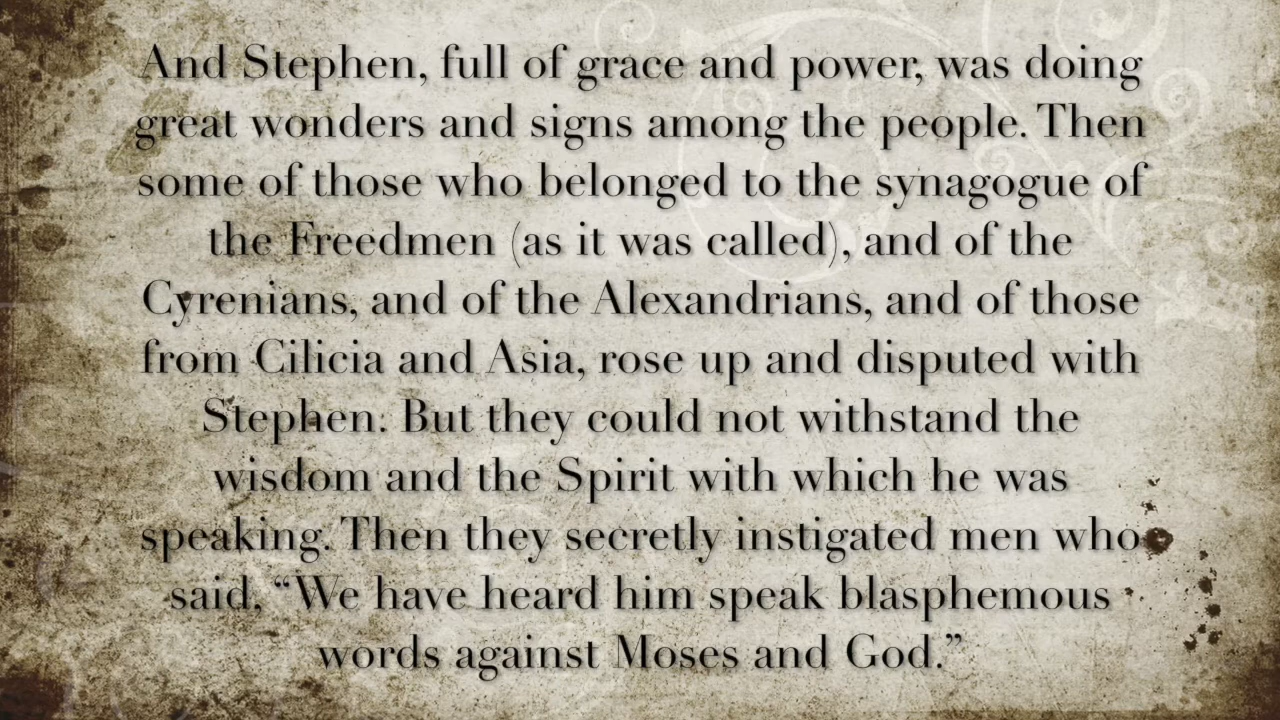 And Stephen, full of grace and power, was doing
great wonders and signs among the people. Then
some of those who belonged to the synagogue of
the Freedmen (as it was called), and of the
Cyrenians, and of the Alexandrians, and of those
from Cilicia and Asia, rose up and disputed with
Stephen. But they could not withstand the
wisdom and the Spirit with which he was
speaking. Then they secretly instigated men who
said, “We have heard him speak blasphemous
words against Moses and God.”